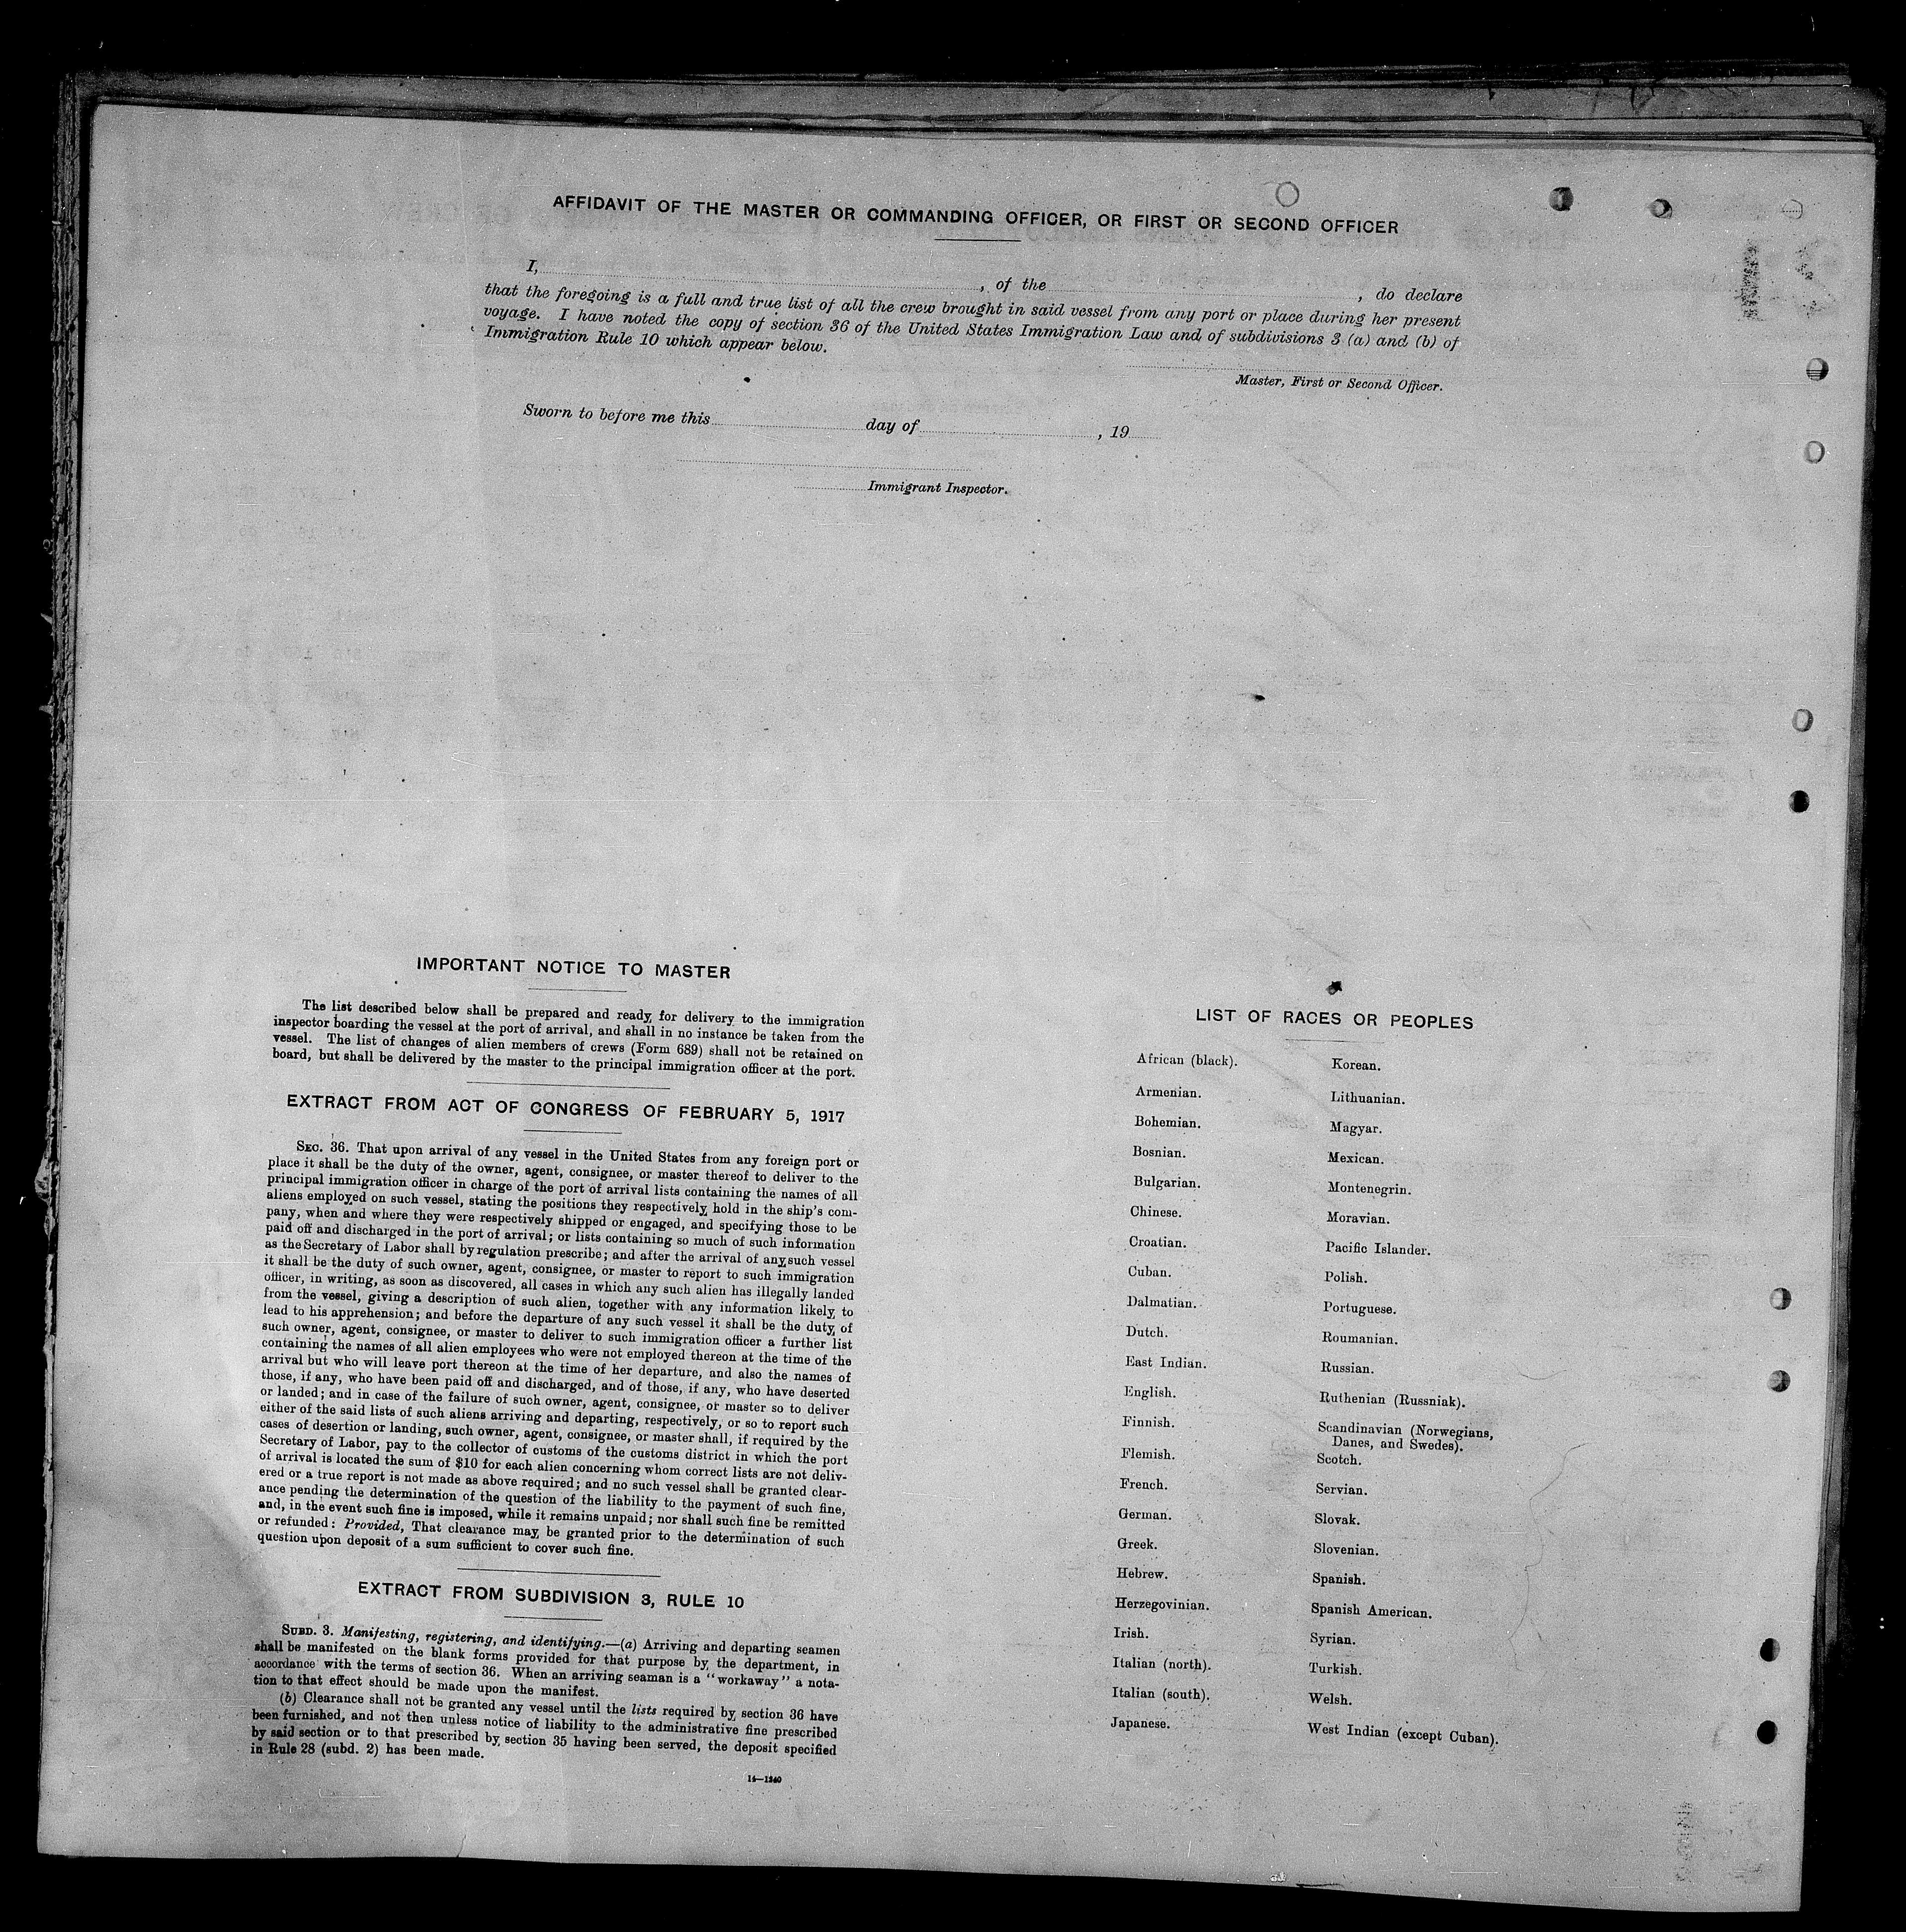 AFFIDAVIT OF THE MASTER OR COMMANDING OFFICER, OR FIRST OR SECOND OFFICER
I, , of the , do declare
that the foregoing is a full and true list of all the crew brought in said vessel from any port or place during her present
voyage. I have noted the copy of section 36 of the United States Immigration Law and of subdivisions 3 (a) and (b) of
Immigration Rule 10 which appear below.
Master, First or Second Officer.
Sworn to before me this day of , 19
Immigrant Inspector.
IMPORTANT NOTICE TO MASTER
The list described below shall be prepared and ready for delivery to the immigration
inspector boarding the vessel at the port of arrival, and shall in no instance be taken from the
vessel. The list of changes of alien members of crews (Form 689) shall not be retained on
board, but shall be delivered by the master to the principal immigration officer at the port.
EXTRACT FROM ACT OF CONGRESS OF FEBRUARY 5, 1917
SEC. 36. That upon arrival of any vessel in the United States from any foreign port or
place it shall be the duty of the owner, agent, consignee, or master thereof to deliver to the
principal immigration officer in charge of the port of arrival lists containing the names of all
aliens employed on such vessel, stating the positions they respectively hold in the ship's com-
pany, when and where they were respectively shipped or engaged, and specifying those to be
paid off and discharged in the port of arrival; or lists containing so much of such information
as the Secretary of Labor shall by regulation prescribe; and after the arrival of any such vessel
it shall be the duty of such owner, agent, consignee, or master to report to such immigration
officer, in writing, as soon as discovered, all cases in which any such alien has illegally landed
from the vessel, giving a description of such alien, together with any information likely to
lead to his apprehension; and before the departure of any such vessel it shall be the duty of
such owner, agent, consignee, or master to deliver to such immigration officer a further list
containing the names of all alien employees who were not employed thereon at the time of the
arrival but who will leave port thereon at the time of her departure, and also the names of
those, if any, who have been paid off and discharged, and of those, if any, who have deserted
or landed; and in case of the failure of such owner, agent, consignee, or master so to deliver
either of the said lists of such aliens arriving and departing, respectively, or so to report such
cases of desertion or landing, such owner, agent, consignee, or master shall, if required by the
Secretary of Labor, pay to the collector of customs of the customs district in which the port
of arrival is located the sum of $10 for each alien concerning whom correct lists are not deliv-
ered or a true report is not made as above required; and no such vessel shall be granted clear-
ance pending the determination of the question of the liability to the payment of such fine,
and, in the event such fine is imposed, while it remains unpaid; nor shall such fine be remitted
or refunded: Provided, That clearance may be granted prior to the determination of such
question upon deposit of a sum sufficient to cover such fine.
EXTRACT FROM SUBDIVISION 3, RULE 10
SUBD. 3. Manifesting, registering, and identifying.—(a) Arriving and departing seamen
shall be manifested on the blank forms provided for that purpose by the department, in
accordance with the terms of section 36. When an arriving seaman is a "workaway" a nota-
tion to that effect should be made upon the manifest.
(b) Clearance shall not be granted any vessel until the lists required by section 36 have
been furnished, and not then unless notice of liability to the administrative fine prescribed
by said section or to that prescribed by section 35 having been served, the deposit specified
in Rule 28 (subd. 2) has been made.
14—1240
LIST OF RACES OR PEOPLES
African (black).
Armenian.
Bohemian.
Bosnian.
Bulgarian.
Chinese.
Croatian.
Cuban.
Dalmatian.
Dutch.
East Indian.
English.
Finnish.
Flemish.
French.
German.
Greek.
Hebrew.
Herzegovinian.
Irish.
Italian (north).
Italian (south).
Japanese.
Korean.
Lithuanian.
Magyar.
Mexican.
Montenegrin.
Moravian.
Pacific Islander.
Polish.
Portuguese.
Roumanian.
Russian.
Ruthenian (Russniak).
Scandinavian (Norwegians,
Danes, and Swedes).
Scotch.
Servian.
Slovak.
Slovenian.
Spanish.
Spanish American.
Syrian.
Turkish.
Welsh.
West Indian (except Cuban).